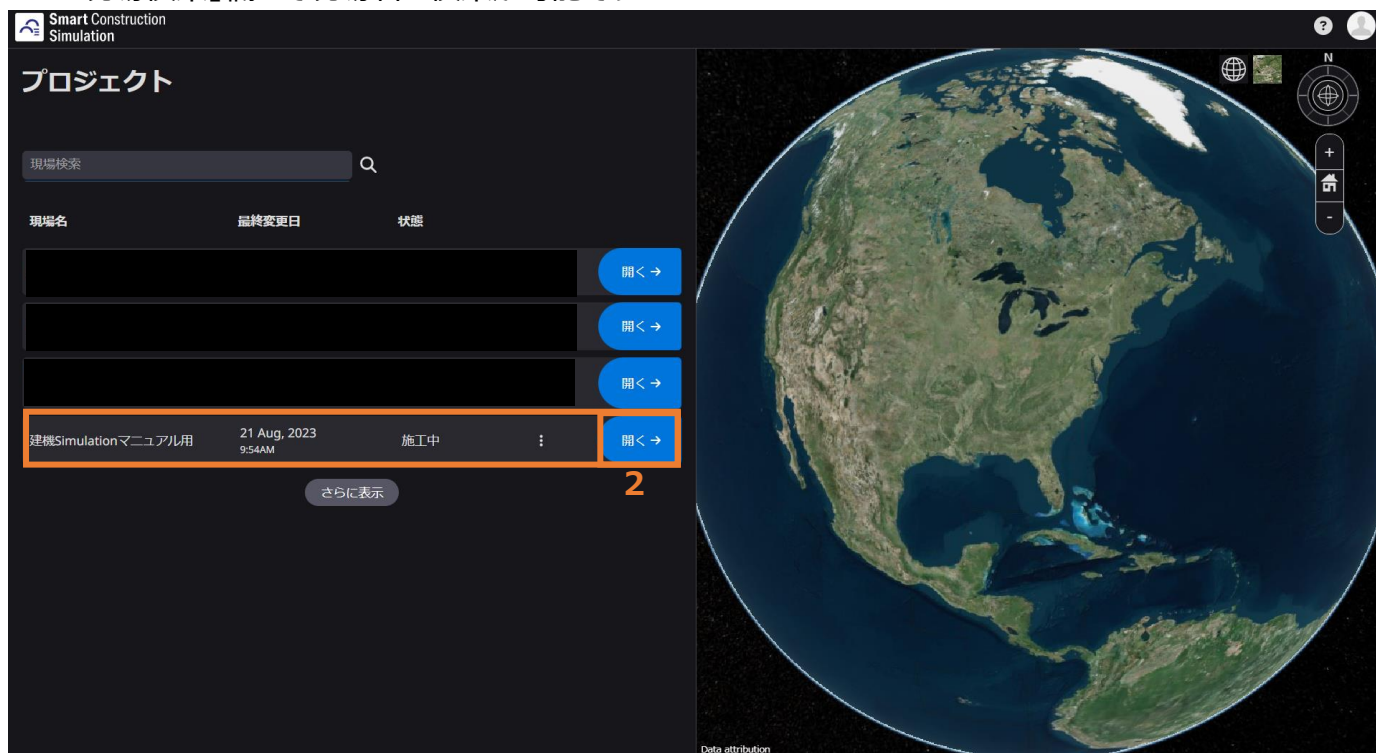 Smart Construction
Simulation
?
プロジェクト
現場検索
現場名 最終変更日 状態
開く →
開く →
開く →
建機Simulationマニュアル用 21 Aug, 2023 施工中 開く →
9:54AM
2
さらに表示
N
+
-
Data attribution